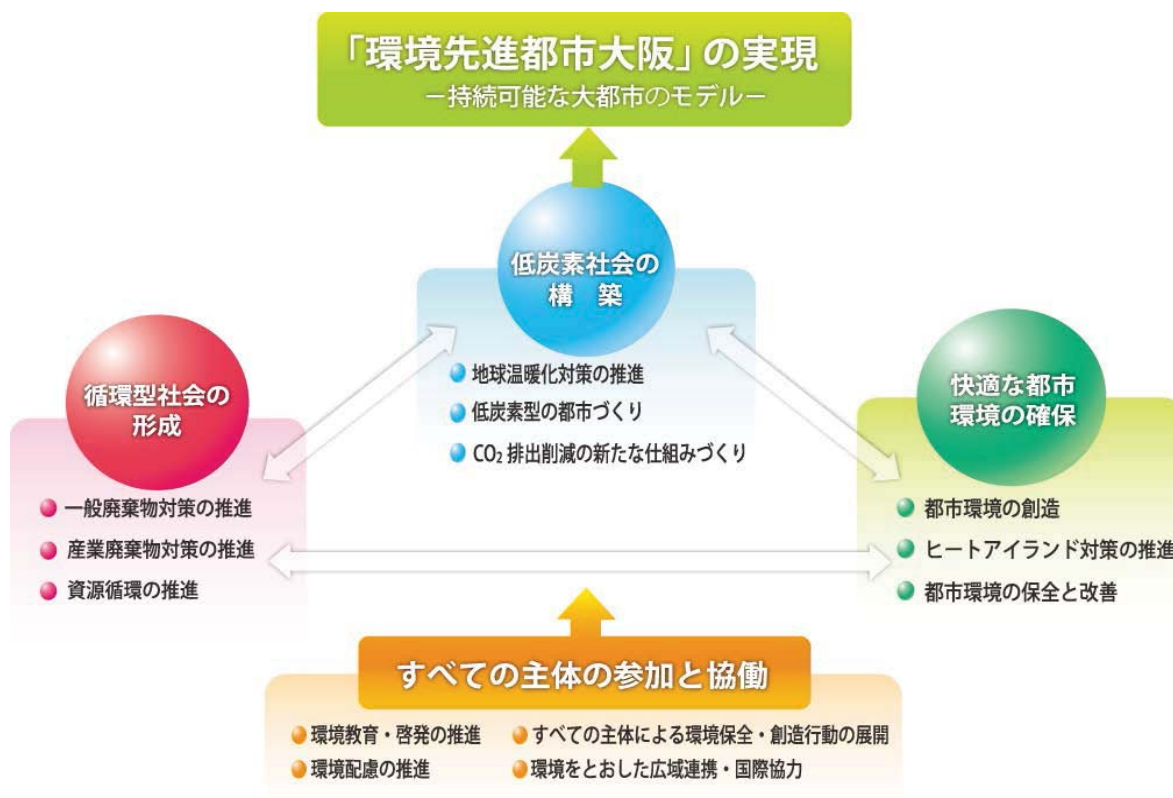 「環境先進都市大阪」の実現
－持続可能な大都市のモデル－
低炭素社会の
構　築
地球温暖化対策の推進
低炭素型の都市づくり
CO₂ 排出削減の新たな仕組みづくり
循環型社会の
形成
一般廃棄物対策の推進
産業廃棄物対策の推進
資源循環の推進
快適な都市
環境の確保
都市環境の創造
ヒートアイランド対策の推進
都市環境の保全と改善
すべての主体の参加と協働
環境教育・啓発の推進
すべての主体による環境保全・創造行動の展開
環境配慮の推進
環境をとおした広域連携・国際協力